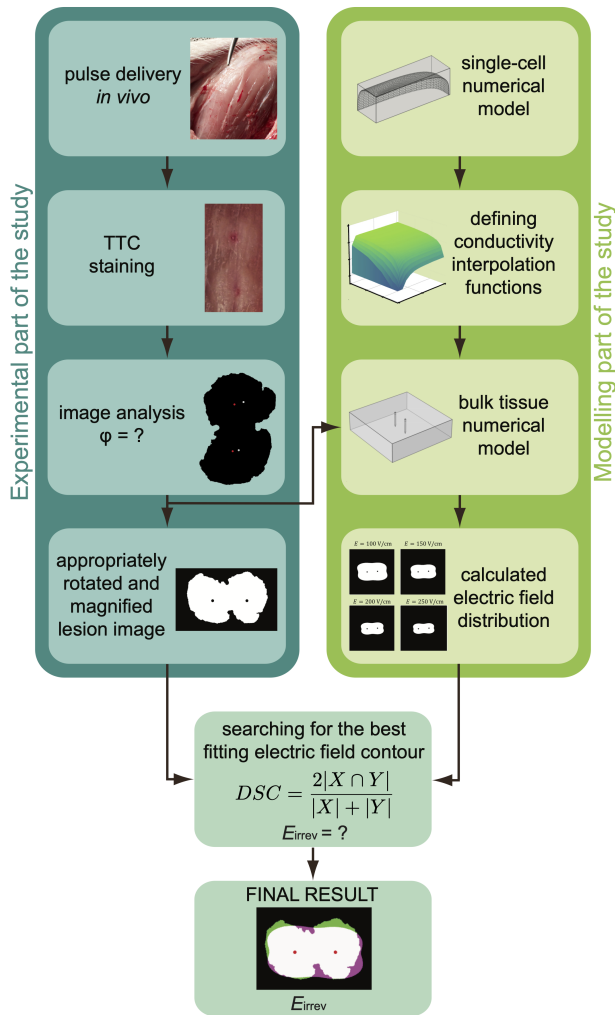 Experimental part of the study
pulse delivery
in vivo
TTC
staining
image analysis
φ = ?
appropriately
rotated and
magnified
lesion image
Modelling part of the study
single-cell
numerical
model
defining
conductivity
interpolation
functions
bulk tissue
numerical
model
E = 100 V/cm
E = 150 V/cm
E = 200 V/cm
E = 250 V/cm
calculated
electric field
distribution
searching for the best
fitting electric field contour
DSC = 2|X ∩ Y| / |X| + |Y|
Eirrev = ?
FINAL RESULT
Eirrev